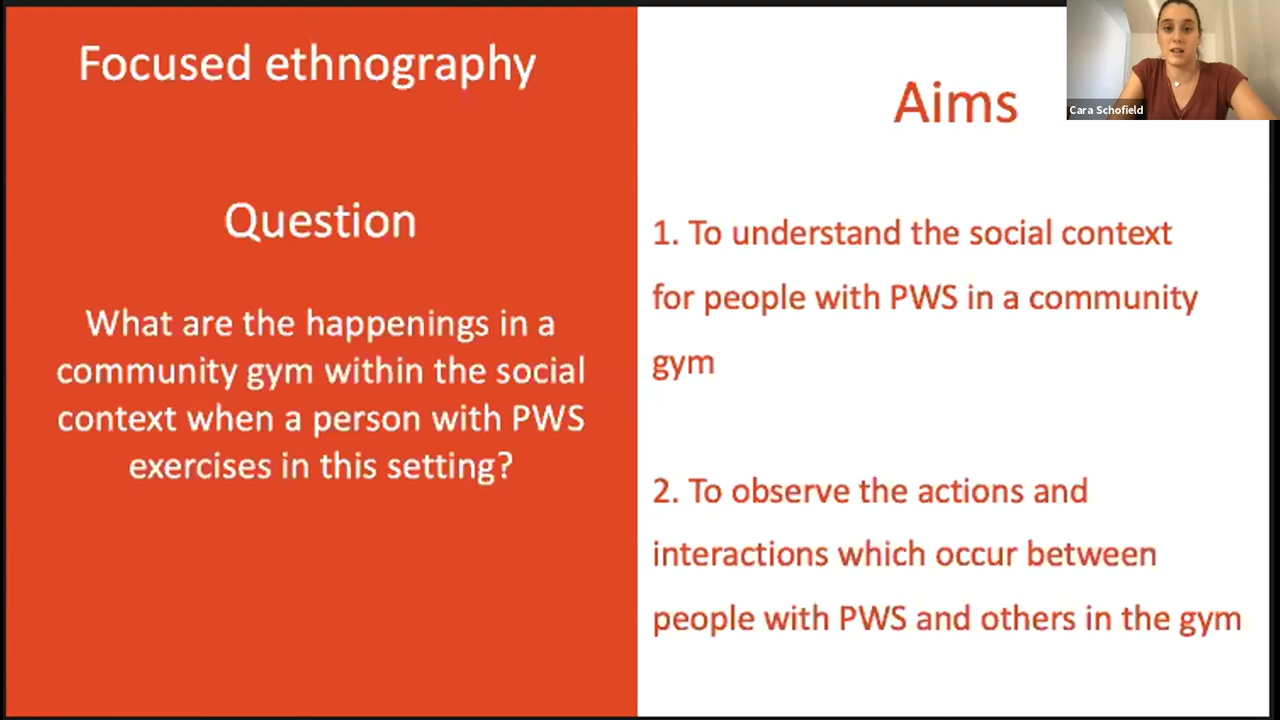 Focused ethnography
Question
What are the happenings in a
community gym within the social
context when a person with PWS
exercises in this setting?
Aims
1. To understand the social context
for people with PWS in a community
gym
2. To observe the actions and
interactions which occur between
people with PWS and others in the gym
Cara Schofield